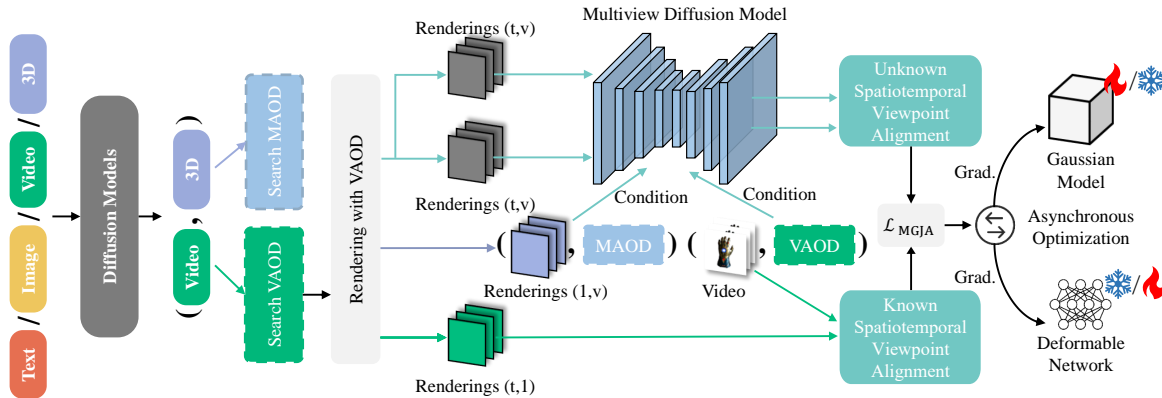 Text / Image / Video / 3D
Diffusion Models
( Video , 3D )
Search MAOD
Search VAOD
Rendering with VAOD
Renderings (t,v)
Renderings (t,v)
Multiview Diffusion Model
Condition
Condition
( , MAOD )
( , VAOD )
Renderings (1,v)
Video
Renderings (t,1)
Unknown
Spatiotemporal
Viewpoint
Alignment
ℒ MGJA
Known
Spatiotemporal
Viewpoint
Alignment
Grad.
Grad.
/
Gaussian
Model
Asynchronous
Optimization
/
Deformable
Network